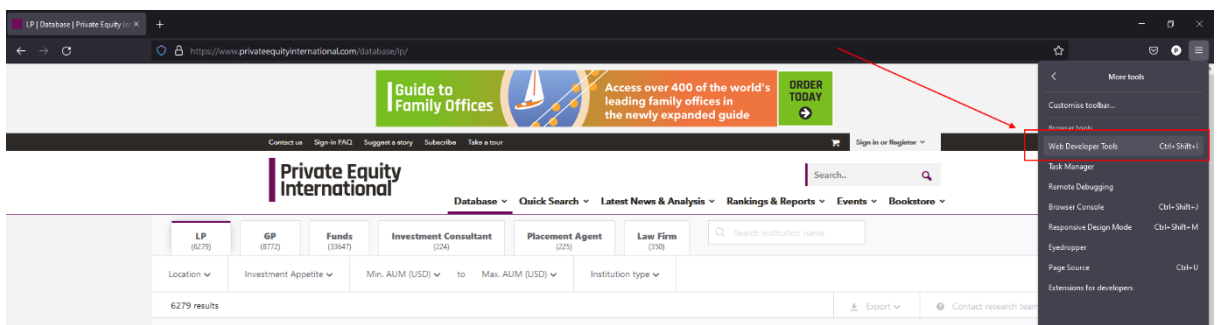 LP | Database | Private Equity Int
https://www.privateequityinternational.com/database/lp/
Guide to
Family Offices
Access over 400 of the world's
leading family offices in
the newly expanded guide
ORDER
TODAY
Contact us Sign-in FAQ Suggest a story Subscribe Take a tour
Sign in or Register
Private Equity
International
Search..
Database Quick Search Latest News & Analysis Rankings & Reports Events Bookstore
LP
(6279)
GP
(8772)
Funds
(33647)
Investment Consultant
(224)
Placement Agent
(225)
Law Firm
(350)
Search institution name
Location Investment Appetite Min. AUM (USD) to Max. AUM (USD) Institution type
6279 results
Export Contact research team
More tools
Customise toolbar...
Browser tools
Web Developer Tools Ctrl+Shift+I
Task Manager
Remote Debugging
Browser Console Ctrl+Shift+J
Responsive Design Mode Ctrl+Shift+M
Eyedropper
Page Source Ctrl+U
Extensions for developers